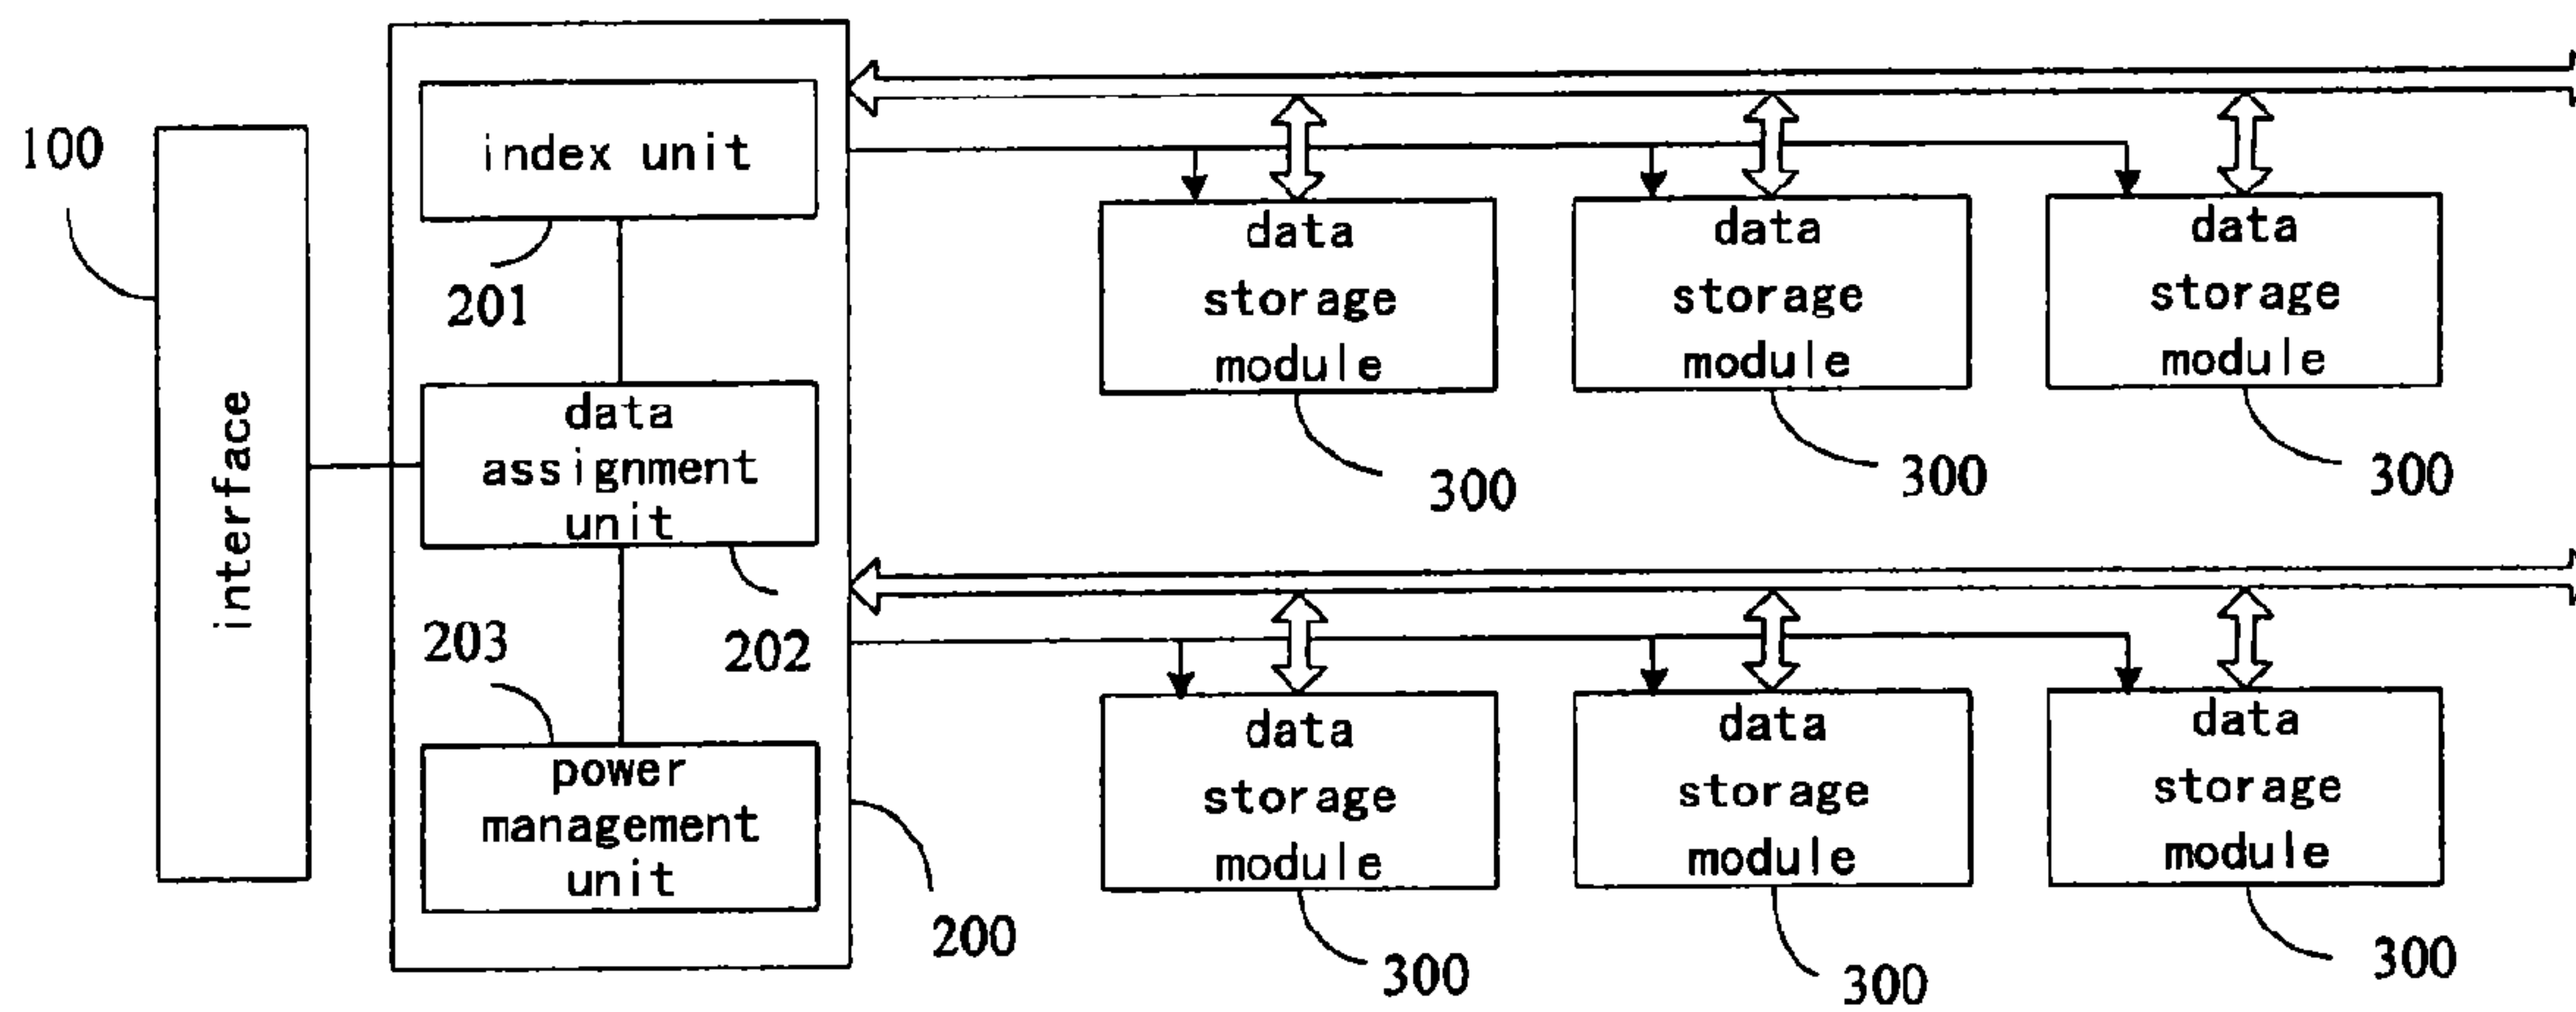 100
interface
index unit
201
data
assignment
unit
202
203
power
management
unit
200
data
storage
module
300
data
storage
module
300
data
storage
module
300
data
storage
module
300
data
storage
module
300
data
storage
module
300